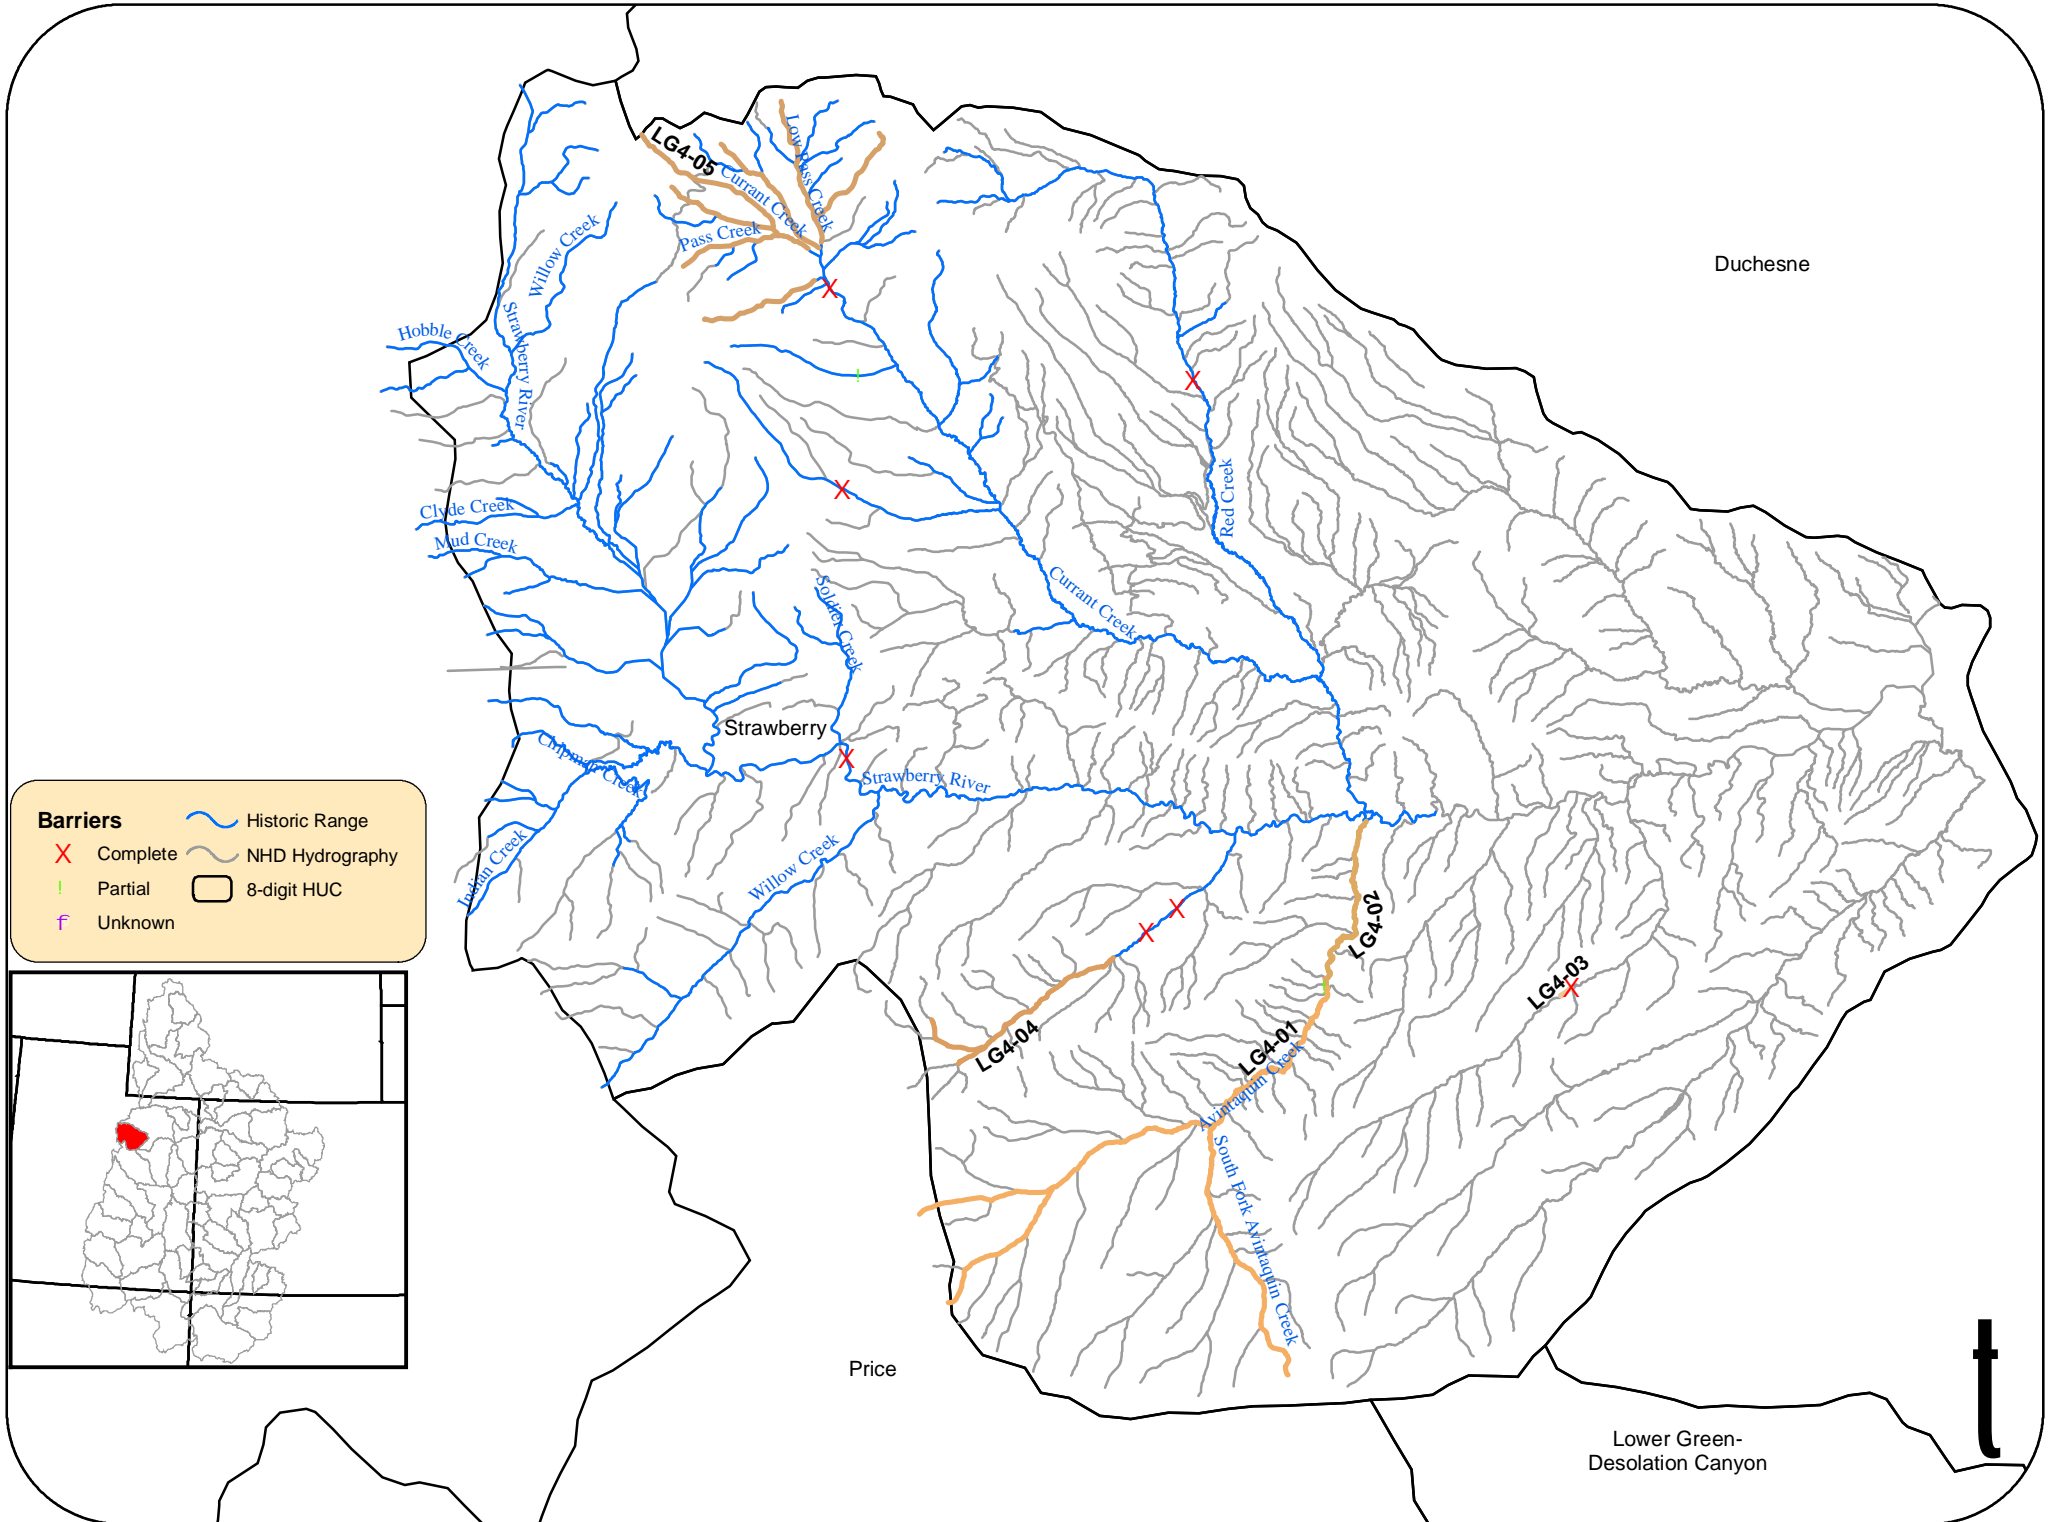 LG4-05
Low Pass Creek
Currant Creek
Pass Creek
Willow Creek
Duchesne
Hobble Creek
Strawberry River
Red Creek
Clyde Creek
Mud Creek
Currant Creek
Soldier Creek
Strawberry
Chipman Creek
Strawberry River
Indian Creek
Willow Creek
Barriers
X Complete
! Partial
f Unknown
Historic Range
NHD Hydrography
8-digit HUC
LG4-02
LG4-03
LG4-04
LG4-01
Avintaquin Creek
South Fork Avintaquin Creek
Price
Lower Green-
Desolation Canyon
t